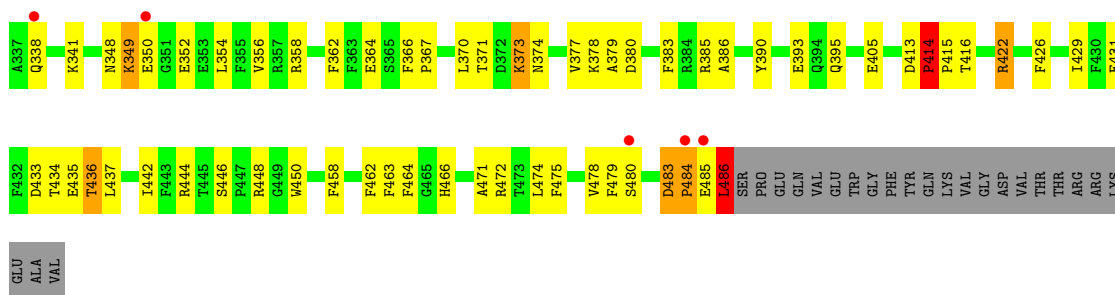 A337 Q338 K341 N348 K349 E350 G351 E352 E353 L354 F355 V356 R357 R358 F362 F363 E364 S365 F366 P367 L370 T371 D372 K373 N374 V377 K378 A379 D380 F383 R384 R385 A386 Y390 E393 Q394 Q395 E405 D413 P414 P415 T416 R422 F426 I429 F430 E431
F432 D433 T434 E435 T436 L437 I442 F443 R444 T445 S446 P447 R448 G449 W450 F458 F462 F463 F464 G465 H466 A471 R472 T473 L474 F475 V478 F479 S480 D483 P484 E485 L486 SER PRO GLU GLN VAL GLU TRP GLY PHE TYR GLN LYS VAL GLY ASP VAL THR THR ARG ARG LYS
GLU ALA VAL